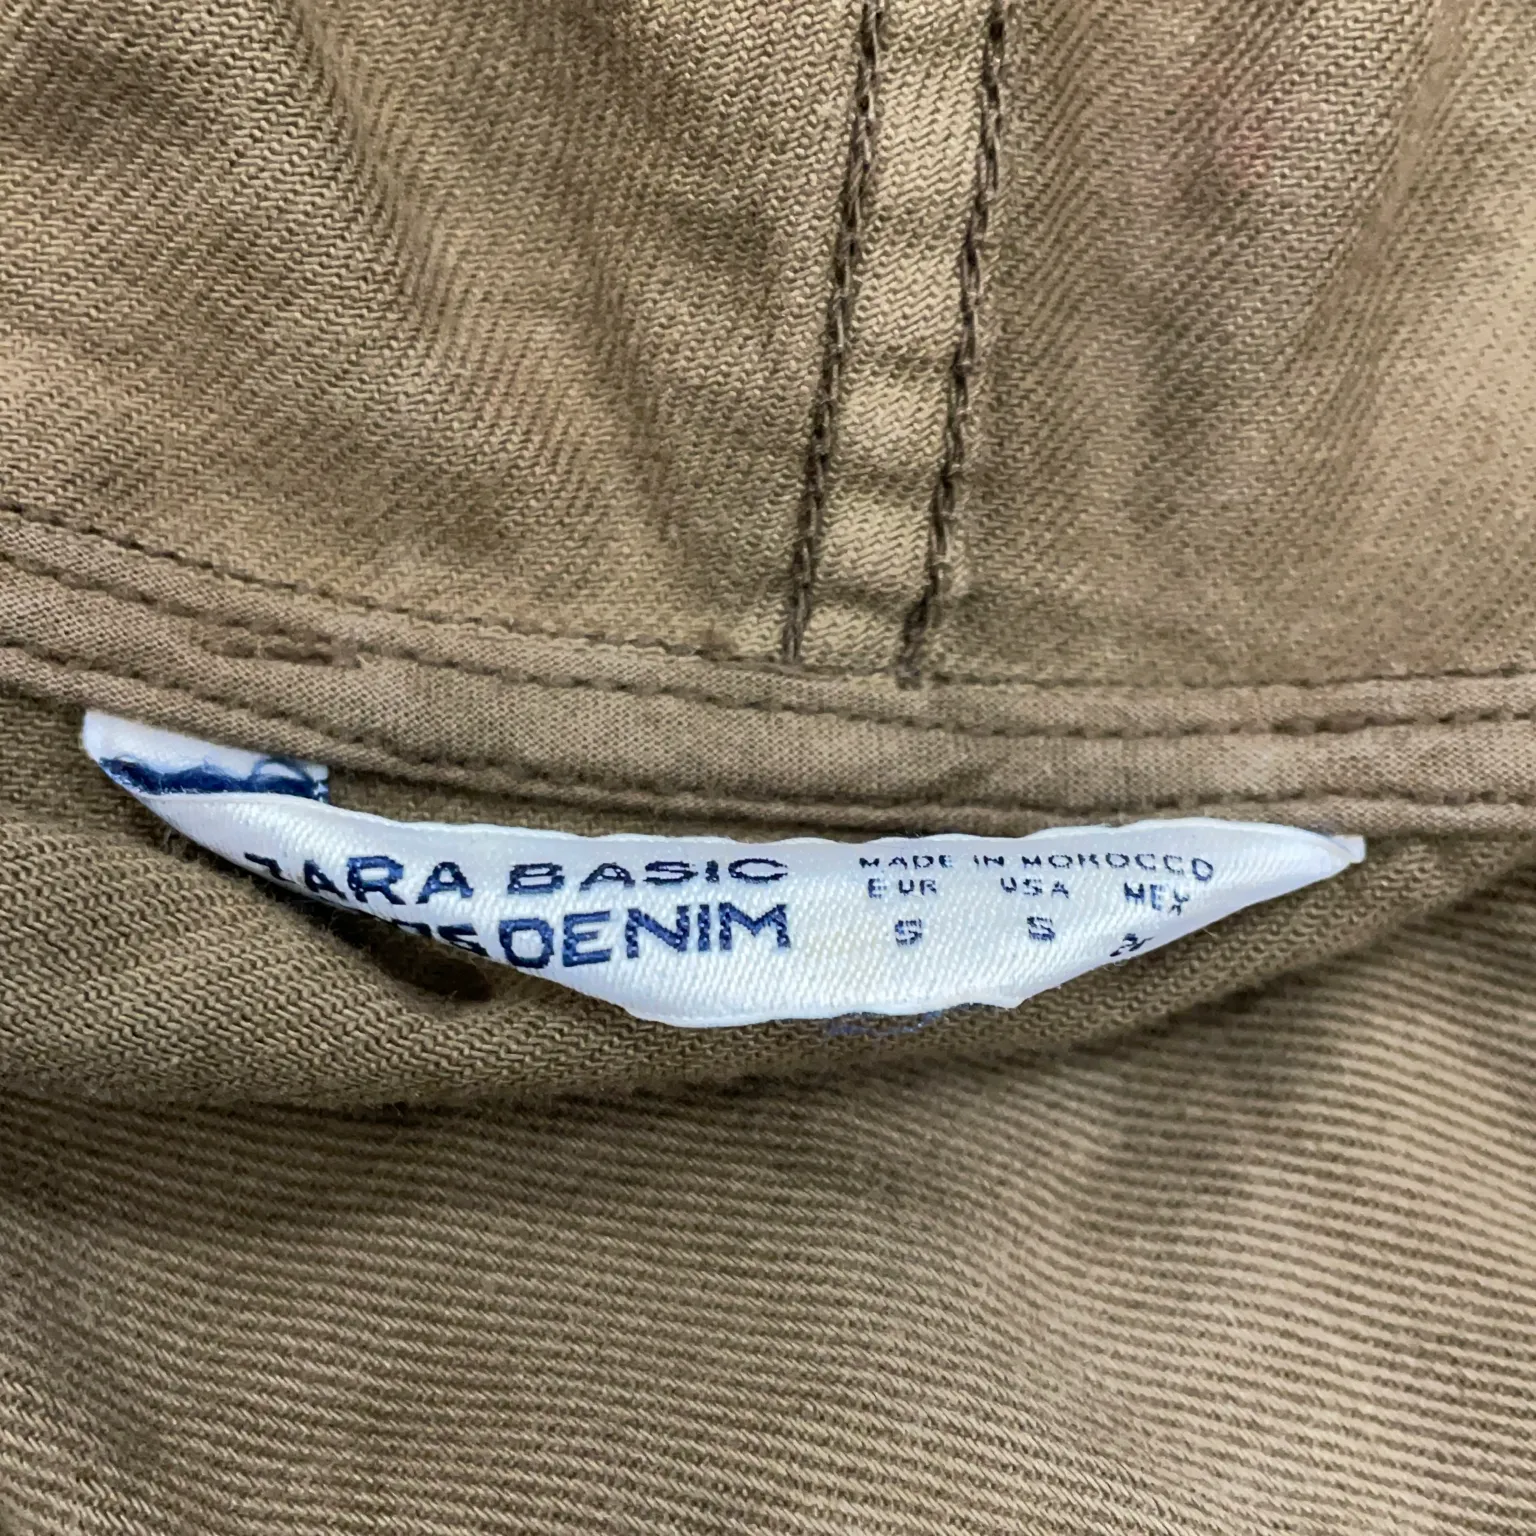 ZARA BASIC
DENIM
MADE IN MOROCCO
EUR USA MEX
S S